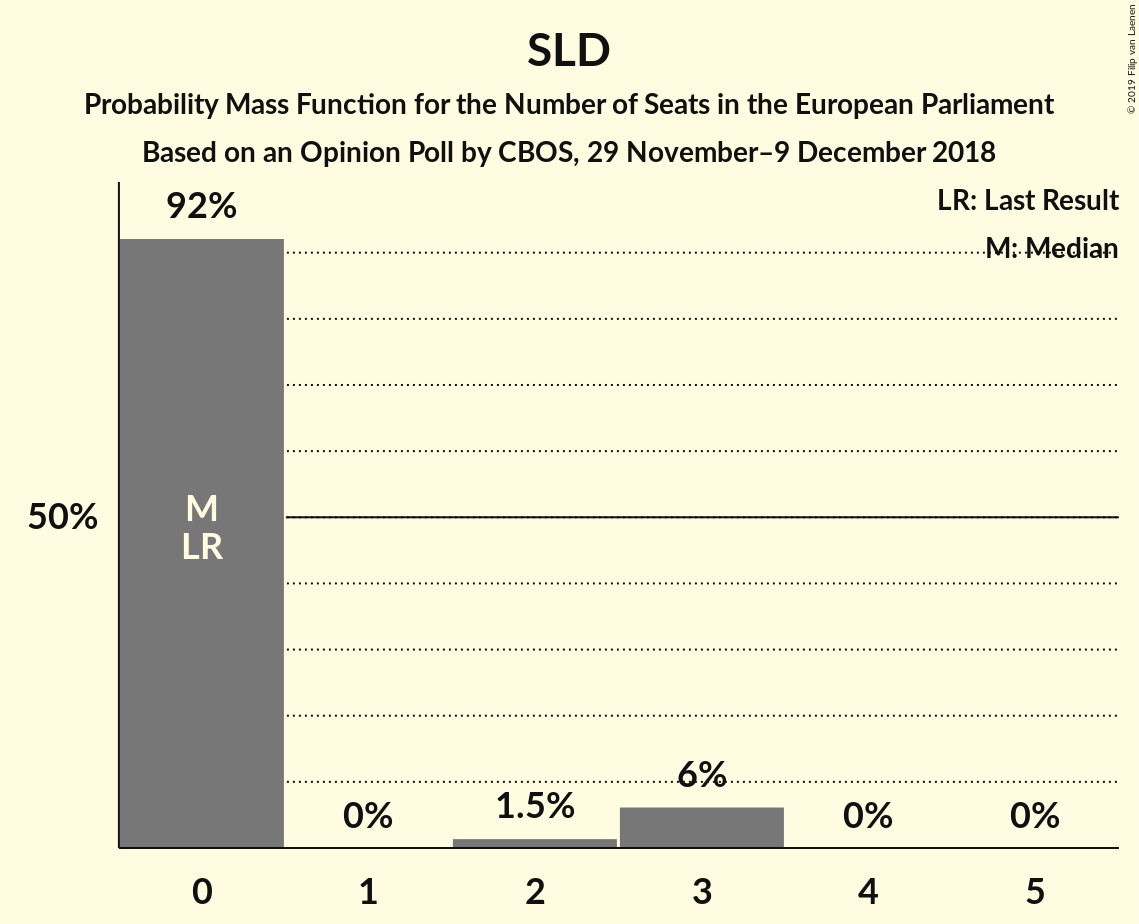 SLD
Probability Mass Function for the Number of Seats in the European Parliament
Based on an Opinion Poll by CBOS, 29 November–9 December 2018
© 2019 Filip van Laenen
LR: Last Result
M: Median
92%
50%
M
LR
0%
1.5%
6%
0%
0%
0 1 2 3 4 5